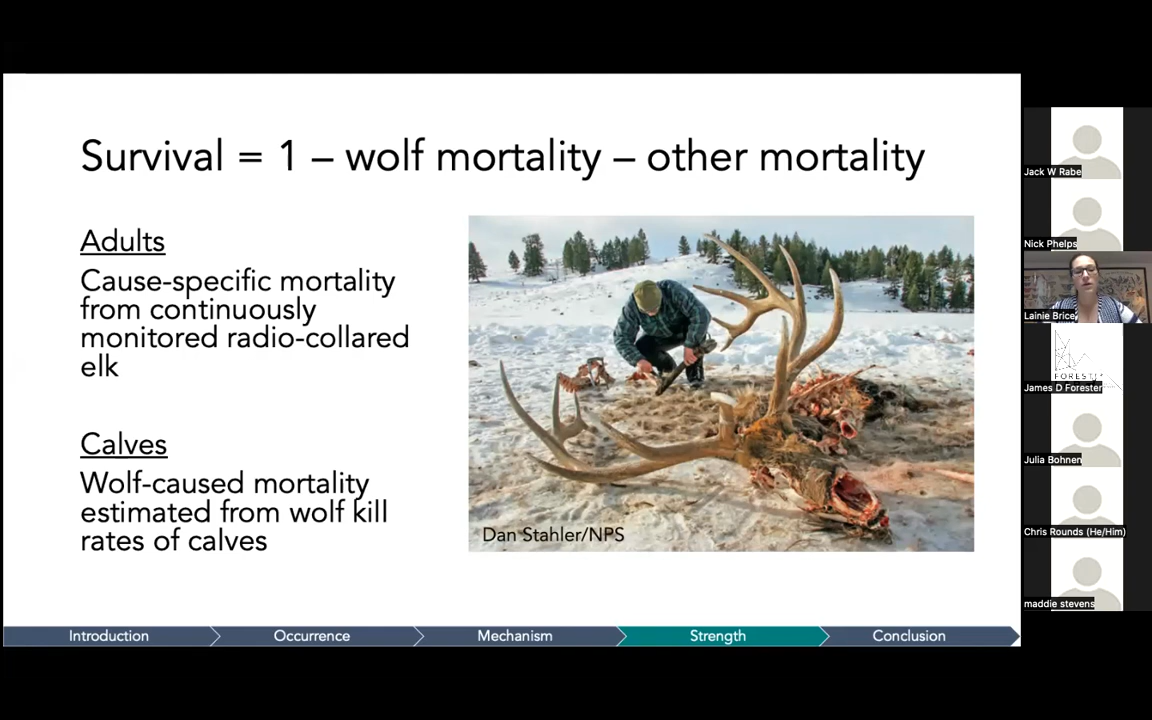 Survival = 1 – wolf mortality – other mortality
Adults
Cause-specific mortality
from continuously
monitored radio-collared
elk
Calves
Wolf-caused mortality
estimated from wolf kill
rates of calves
Dan Stahler/NPS
Introduction
Occurrence
Mechanism
Strength
Conclusion
Jack W Rabe
Nick Phelps
Lainie Brice
FOREST
James D Forester
Julia Bohnen
Chris Rounds (He/Him)
maddie stevens